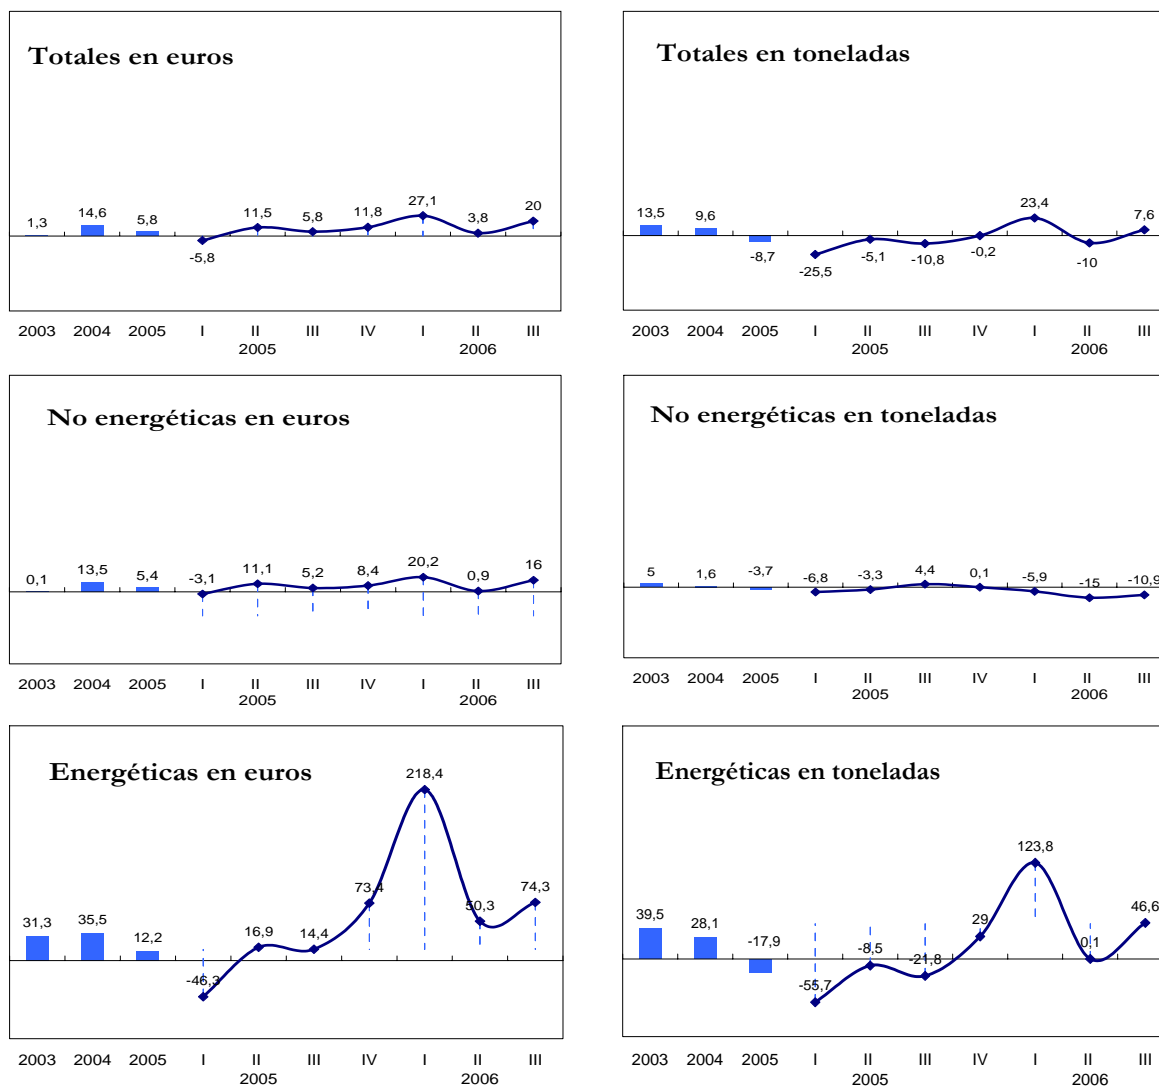 Totales en euros
1,3 14,6 5,8 -5,8 11,5 5,8 11,8 27,1 3,8 20
2003 2004 2005 I II III IV I II III
2005 2006
Totales en toneladas
13,5 9,6 -8,7 -25,5 -5,1 -10,8 -0,2 23,4 -10 7,6
2003 2004 2005 I II III IV I II III
2005 2006
No energéticas en euros
0,1 13,5 5,4 -3,1 11,1 5,2 8,4 20,2 0,9 16
2003 2004 2005 I II III IV I II III
2005 2006
No energéticas en toneladas
5 1,6 -3,7 -6,8 -3,3 4,4 0,1 -5,9 -15 -10,9
2003 2004 2005 I II III IV I II III
2005 2006
Energéticas en euros
31,3 35,5 12,2 -46,3 16,9 14,4 73,4 218,4 50,3 74,3
2003 2004 2005 I II III IV I II III
2005 2006
Energéticas en toneladas
39,5 28,1 -17,9 -55,7 -8,5 -21,8 29 123,8 0,1 46,6
2003 2004 2005 I II III IV I II III
2005 2006